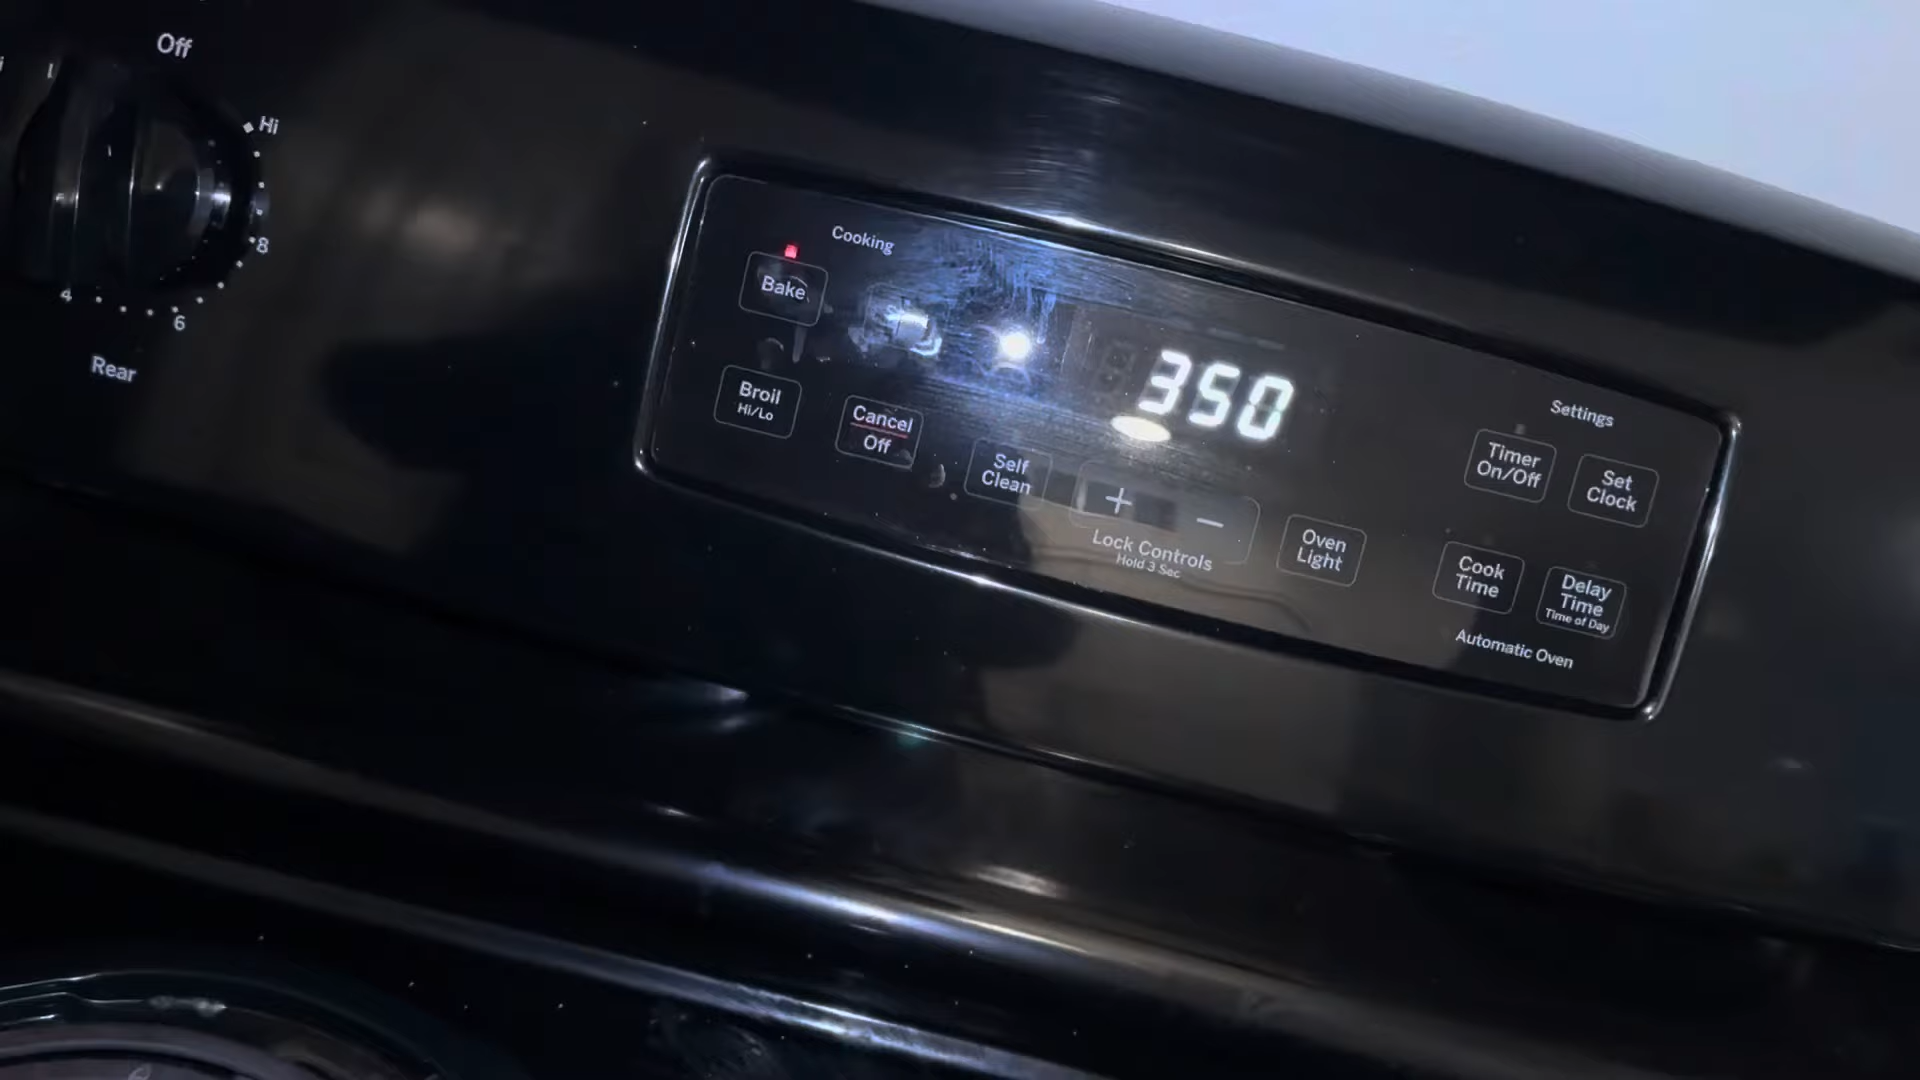 Off
Hi
8
6
4
Rear
Cooking
Bake
Broil
Hi/Lo
Cancel
Off
Self
Clean
350
+
−
Lock Controls
Hold 3 Sec
Oven
Light
Settings
Timer
On/Off
Set
Clock
Cook
Time
Delay
Time
Time of Day
Automatic Oven